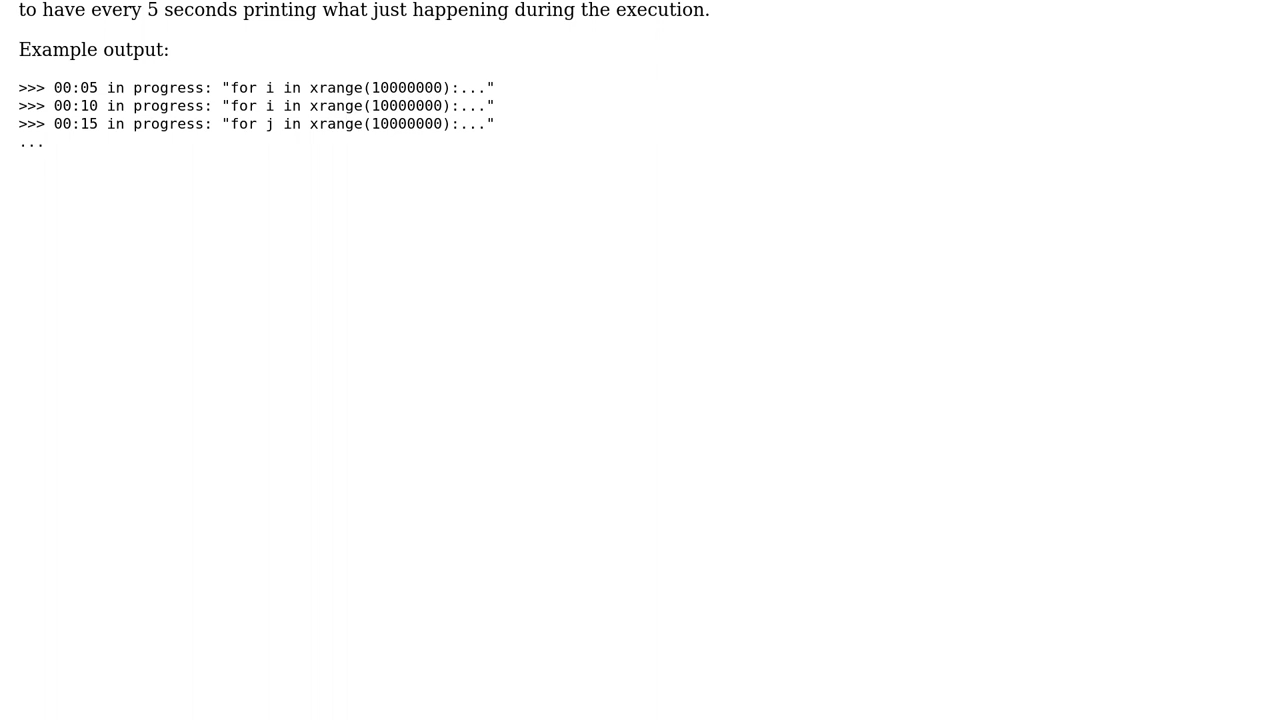 to have every 5 seconds printing what just happening during the execution.
Example output:
>>> 00:05 in progress: "for i in xrange(10000000):..."
>>> 00:10 in progress: "for i in xrange(10000000):..."
>>> 00:15 in progress: "for j in xrange(10000000):..."
...